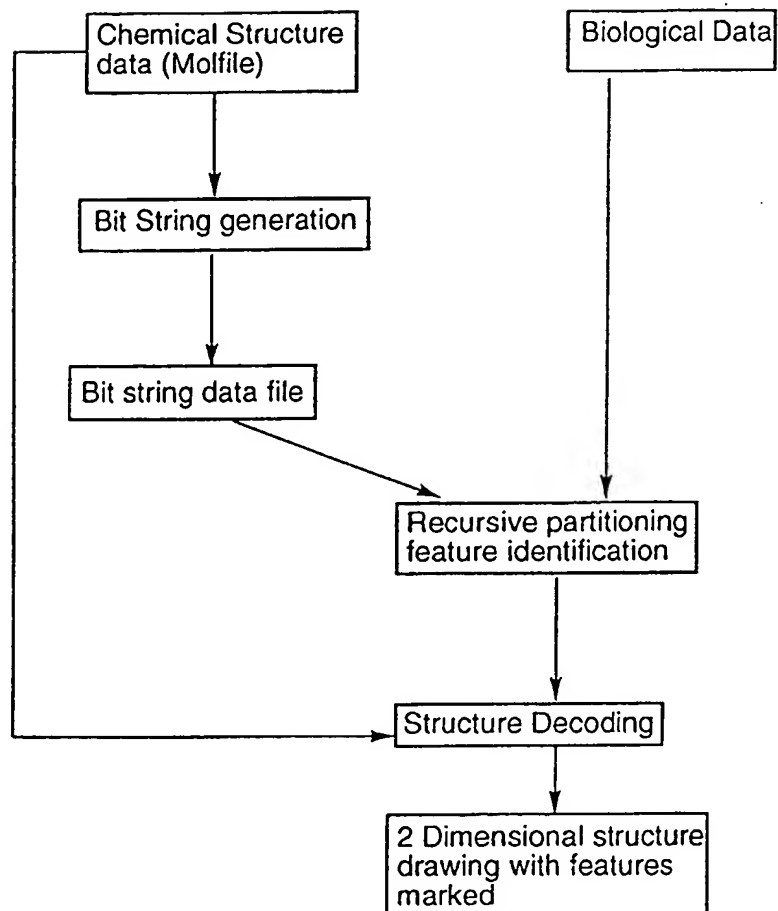 Chemical Structure
data (Molfile)
Biological Data
Bit String generation
Bit string data file
Recursive partitioning
feature identification
Structure Decoding
2 Dimensional structure
drawing with features
marked